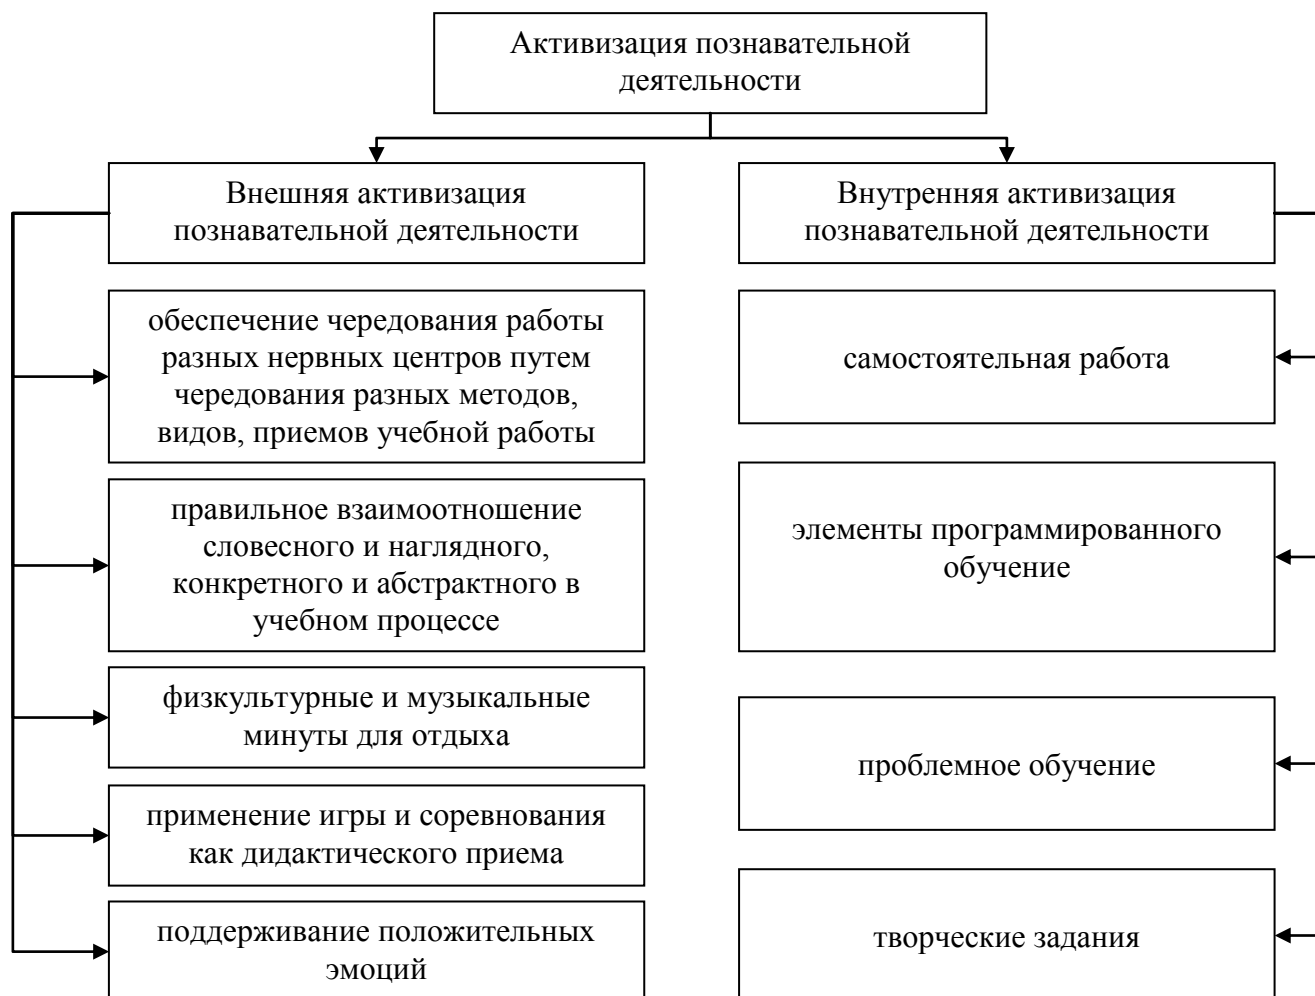 Активизация познавательной
деятельности
Внешняя активизация
познавательной деятельности
обеспечение чередования работы
разных нервных центров путем
чередования разных методов,
видов, приемов учебной работы
правильное взаимоотношение
словесного и наглядного,
конкретного и абстрактного в
учебном процессе
физкультурные и музыкальные
минуты для отдыха
применение игры и соревнования
как дидактического приема
поддерживание положительных
эмоций
Внутренняя активизация
познавательной деятельности
самостоятельная работа
элементы программированного
обучение
проблемное обучение
творческие задания